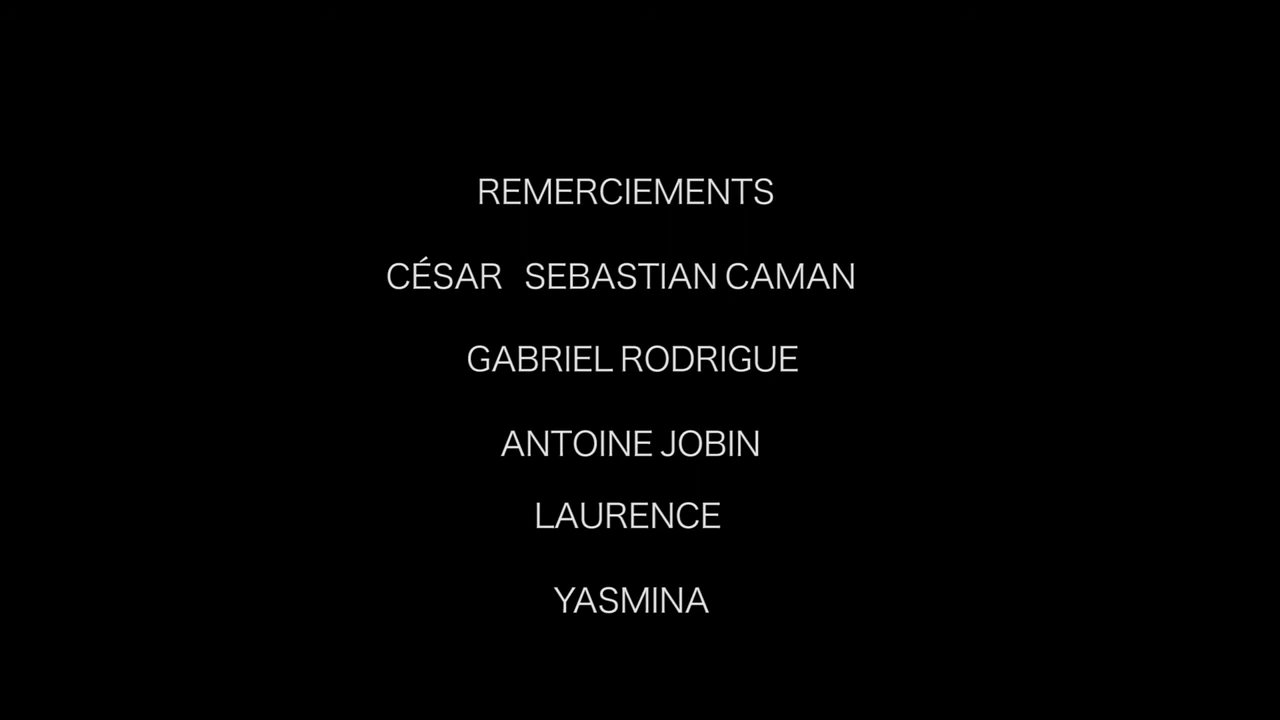 REMERCIEMENTS
CÉSAR SEBASTIAN CAMAN
GABRIEL RODRIGUE
ANTOINE JOBIN
LAURENCE
YASMINA